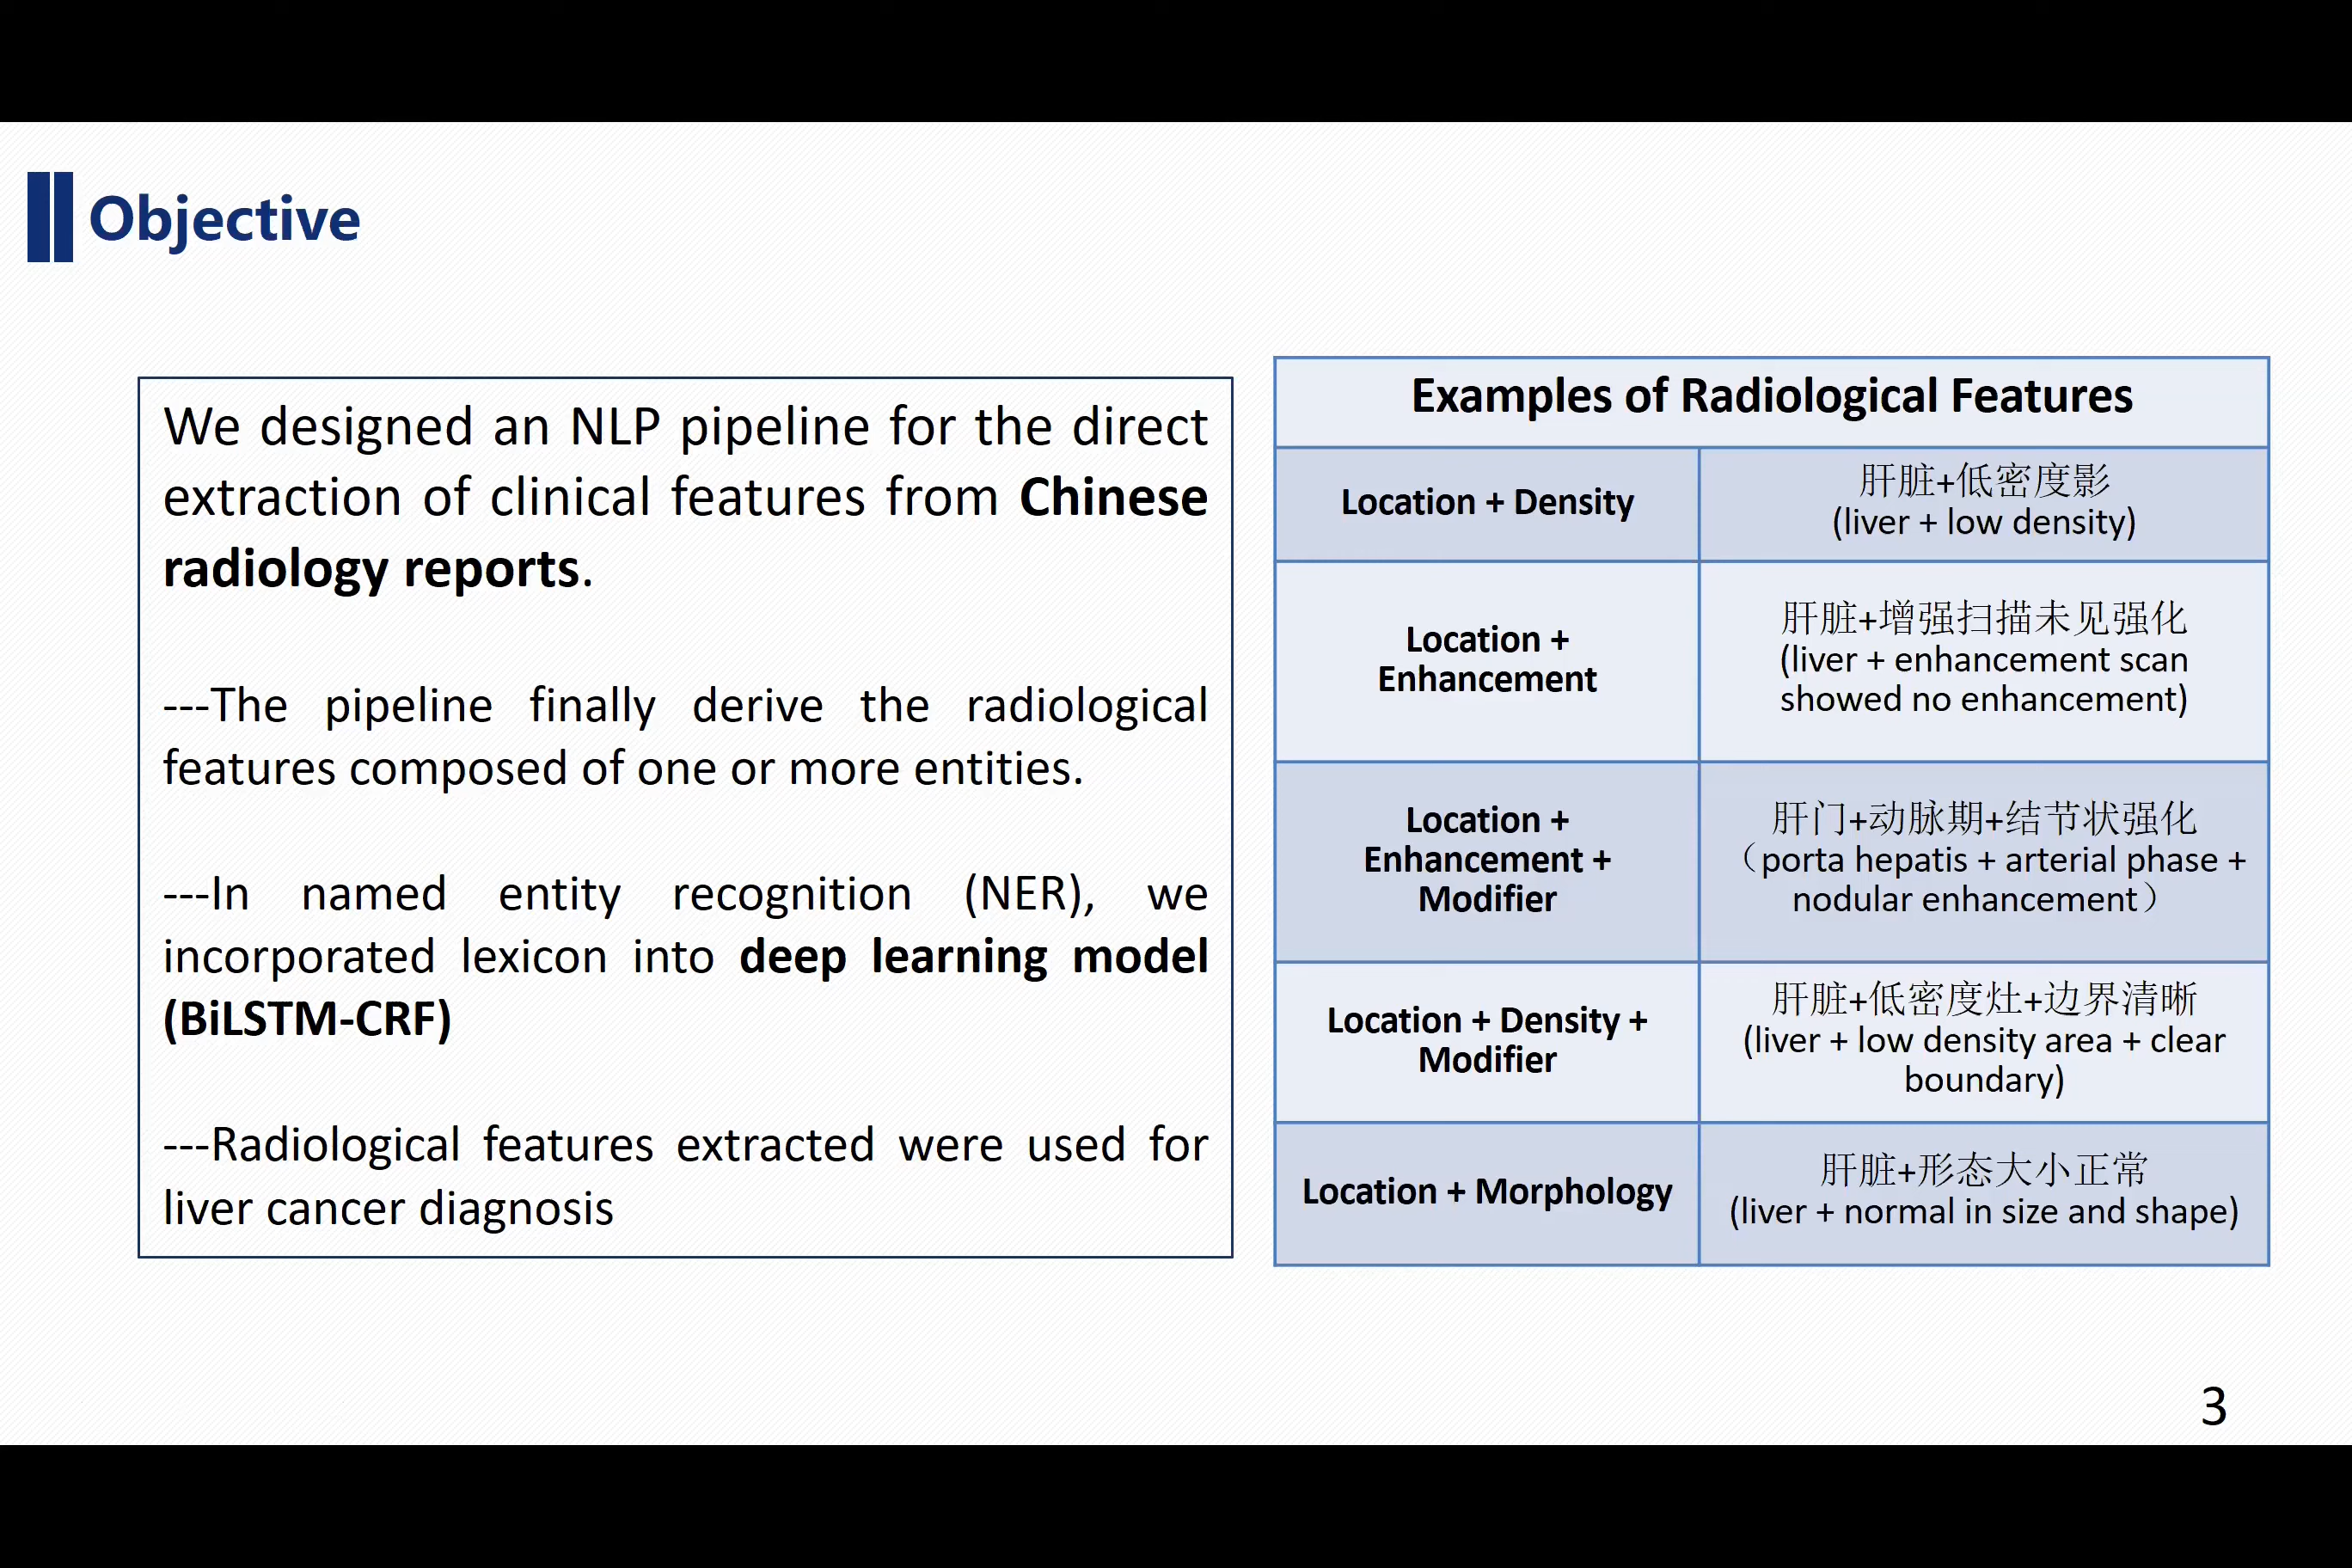 Objective
We designed an NLP pipeline for the direct
extraction of clinical features from Chinese
radiology reports.
---The pipeline finally derive the radiological
features composed of one or more entities.
---In named entity recognition (NER), we
incorporated lexicon into deep learning model
(BiLSTM-CRF)
---Radiological features extracted were used for
liver cancer diagnosis
Examples of Radiological Features
Location + Density
肝脏+低密度影
(liver + low density)
Location +
Enhancement
肝脏+增强扫描未见强化
(liver + enhancement scan
showed no enhancement)
Location +
Enhancement +
Modifier
肝门+动脉期+结节状强化
（porta hepatis + arterial phase +
nodular enhancement）
Location + Density +
Modifier
肝脏+低密度灶+边界清晰
(liver + low density area + clear
boundary)
Location + Morphology
肝脏+形态大小正常
(liver + normal in size and shape)
3